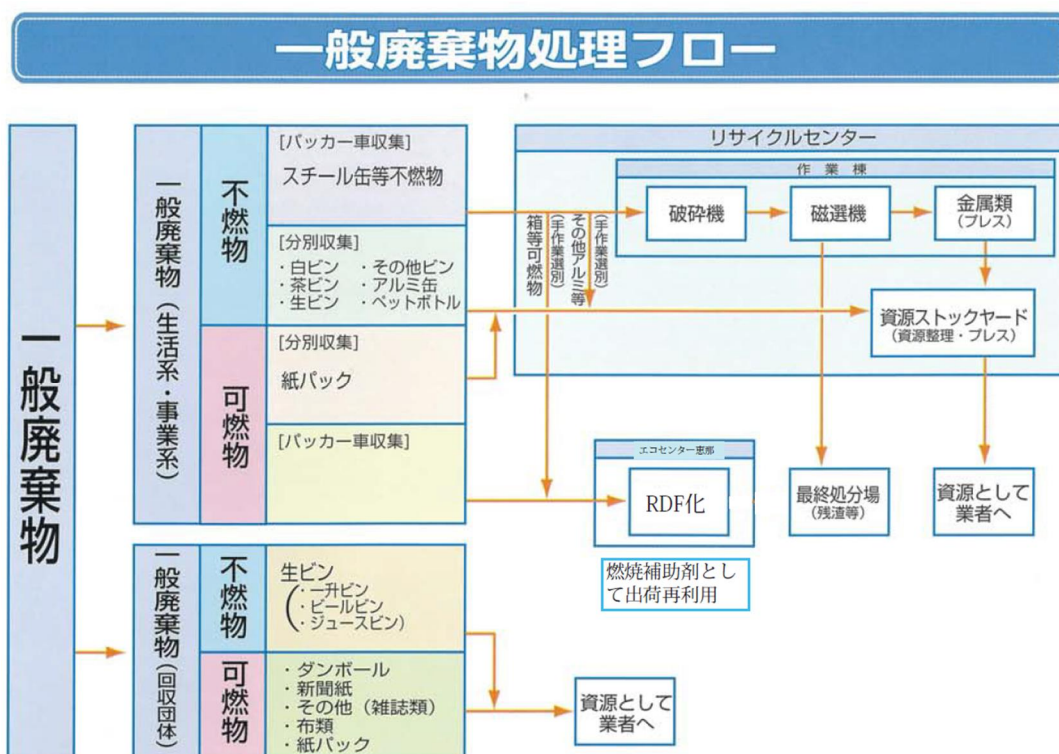 一般廃棄物処理フロー
一般廃棄物
一般廃棄物（生活系・事業系）
不燃物
[パッカー車収集]
スチール缶等不燃物
[分別収集]
・白ビン ・その他ビン
・茶ビン ・アルミ缶
・生ビン ・ペットボトル
可燃物
[分別収集]
紙パック
[パッカー車収集]
リサイクルセンター
作業棟
破砕機
磁選機
金属類
(プレス)
箱等可燃物
(手作業選別)
その他アルミ等
(手作業選別)
資源ストックヤード
(資源整理・プレス)
エコセンター恵那
RDF化
燃焼補助剤とし
て出荷再利用
最終処分場
(残渣等)
資源として
業者へ
一般廃棄物(回収団体)
不燃物
生ビン
(・一升ビン
・ビールビン
・ジュースビン)
可燃物
・ダンボール
・新聞紙
・その他（雑誌類）
・布類
・紙パック
資源として
業者へ